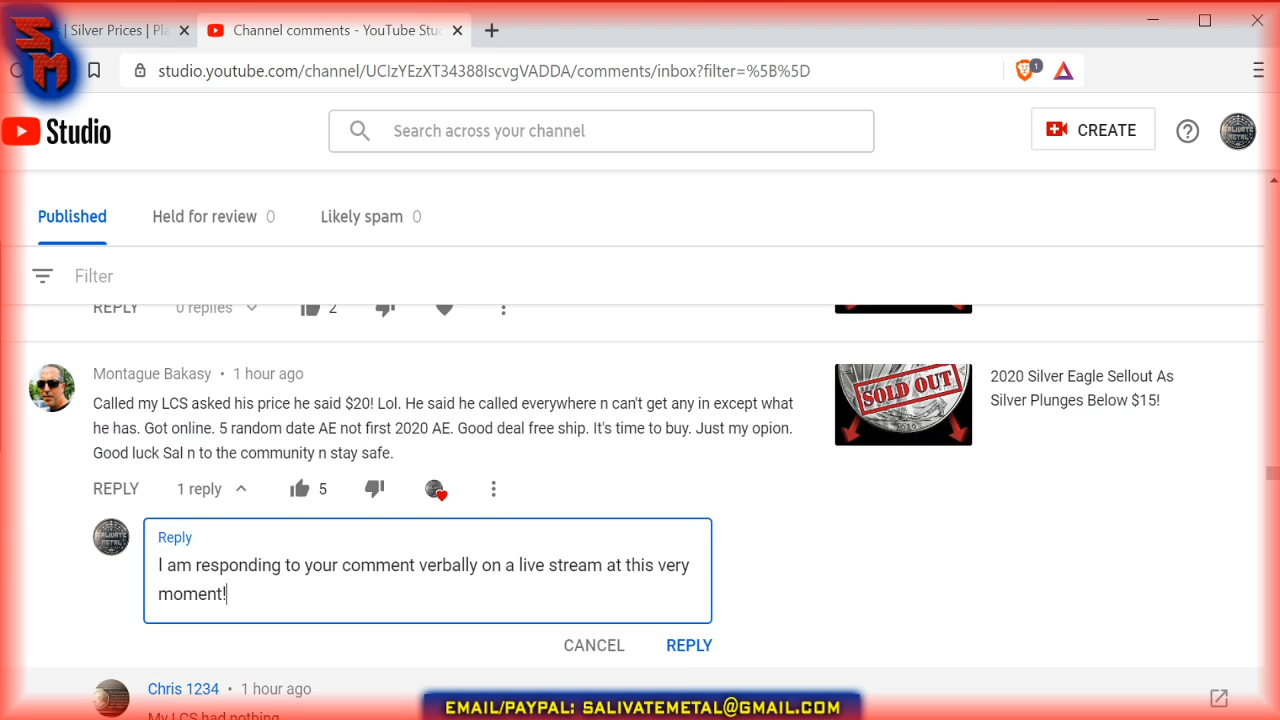 SM
| Silver Prices | Pla
Channel comments - YouTube Stud
studio.youtube.com/channel/UCIzYEzXT34388IscvgVADDA/comments/inbox?filter=%5B%5D
1
Studio
Search across your channel
CREATE
Published
Held for review 0
Likely spam 0
Filter
REPLY 0 replies 2
Montague Bakasy • 1 hour ago
Called my LCS asked his price he said $20! Lol. He said he called everywhere n can't get any in except what
he has. Got online. 5 random date AE not first 2020 AE. Good deal free ship. It's time to buy. Just my opion.
Good luck Sal n to the community n stay safe.
SOLD OUT
2020
2020 Silver Eagle Sellout As
Silver Plunges Below $15!
REPLY 1 reply 5
SALIVATE
METAL
Reply
I am responding to your comment verbally on a live stream at this very
moment!
CANCEL REPLY
Chris 1234 • 1 hour ago
My LCS had nothing
EMAIL/PAYPAL: SALIVATEMETAL@GMAIL.COM